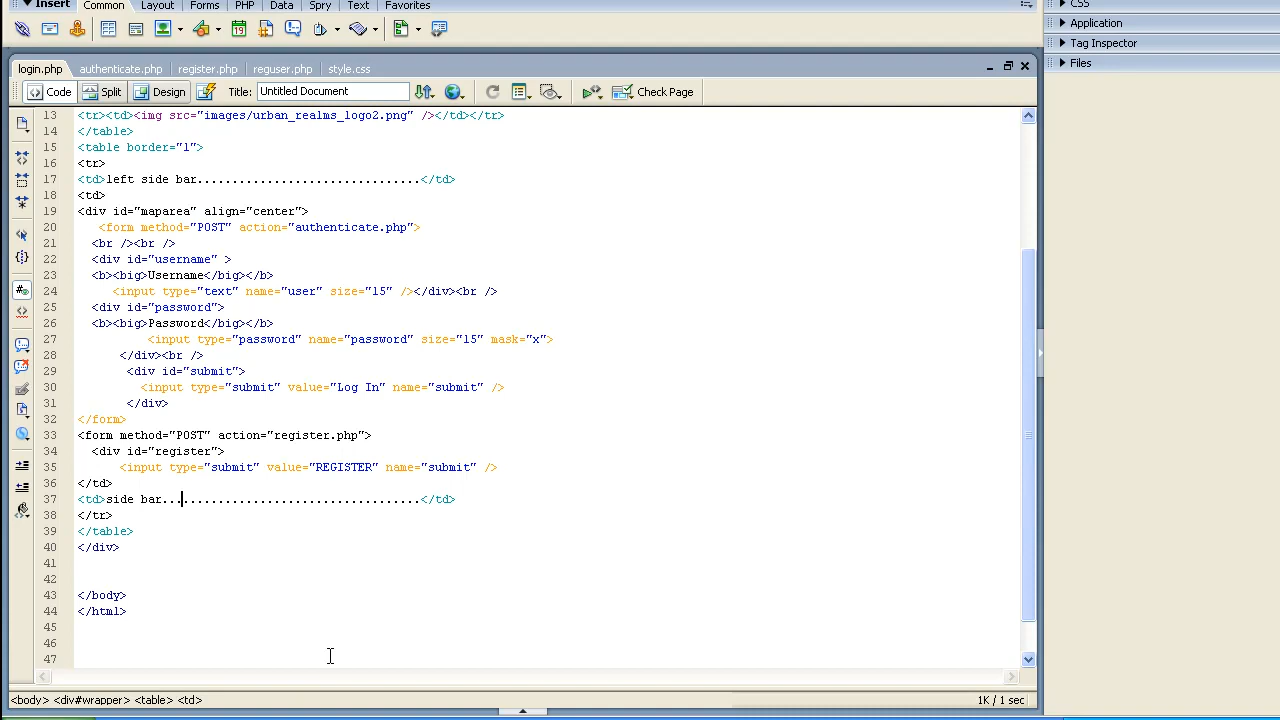 Insert Common Layout Forms PHP Data Spry Text Favorites
CSS
Application
Tag Inspector
Files
login.php authenticate.php register.php reguser.php style.css
Code Split Design Title: Untitled Document Check Page
13 <tr><td><img src="images/urban_realms_logo2.png" /></td></tr>
14 </table>
15 <table border="1">
16 <tr>
17 <td>left side bar................................</td>
18 <td>
19 <div id="maparea" align="center">
20 <form method="POST" action="authenticate.php">
21 <br /><br />
22 <div id="username" >
23 <b><big>Username</big></b>
24 <input type="text" name="user" size="15" /></div><br />
25 <div id="password">
26 <b><big>Password</big></b>
27 <input type="password" name="password" size="15" mask="x">
28 </div><br />
29 <div id="submit">
30 <input type="submit" value="Log In" name="submit" />
31 </div>
32 </form>
33 <form method="POST" action="register.php">
34 <div id="register">
35 <input type="submit" value="REGISTER" name="submit" />
36 </td>
37 <td>side bar.....................................</td>
38 </tr>
39 </table>
40 </div>
41
42
43 </body>
44 </html>
45
46
47
<body> <div#wrapper> <table> <td> 1K / 1 sec